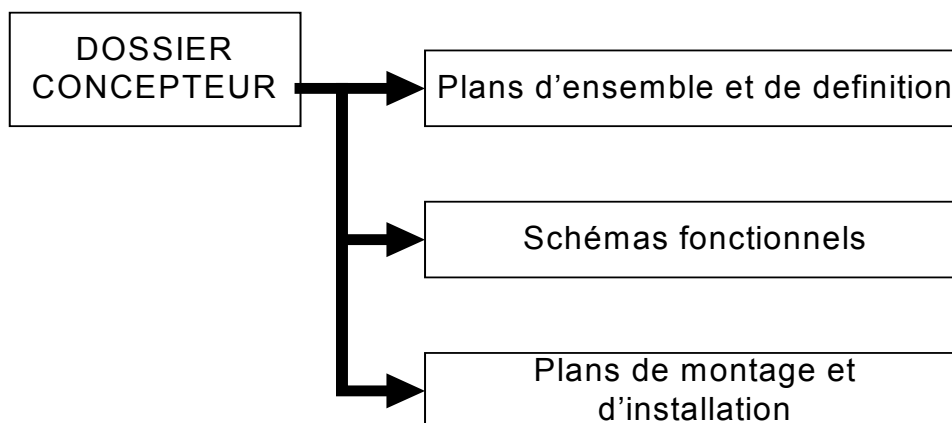 DOSSIER
CONCEPTEUR
Plans d’ensemble et de definition
Schémas fonctionnels
Plans de montage et
d’installation